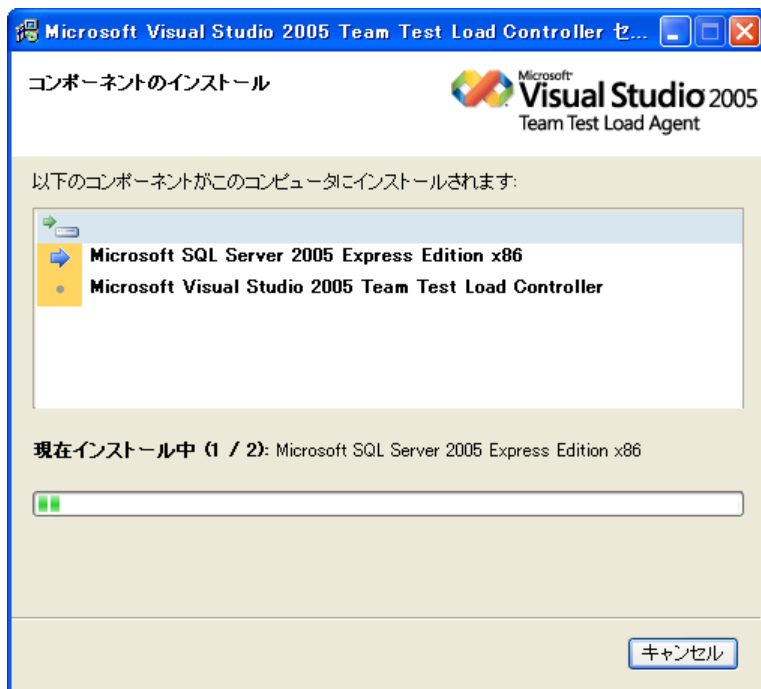 Microsoft Visual Studio 2005 Team Test Load Controller セ...
コンポーネントのインストール
Microsoft
Visual Studio 2005
Team Test Load Agent
以下のコンポーネントがこのコンピュータにインストールされます:
Microsoft SQL Server 2005 Express Edition x86
Microsoft Visual Studio 2005 Team Test Load Controller
現在インストール中 (1 / 2): Microsoft SQL Server 2005 Express Edition x86
キャンセル